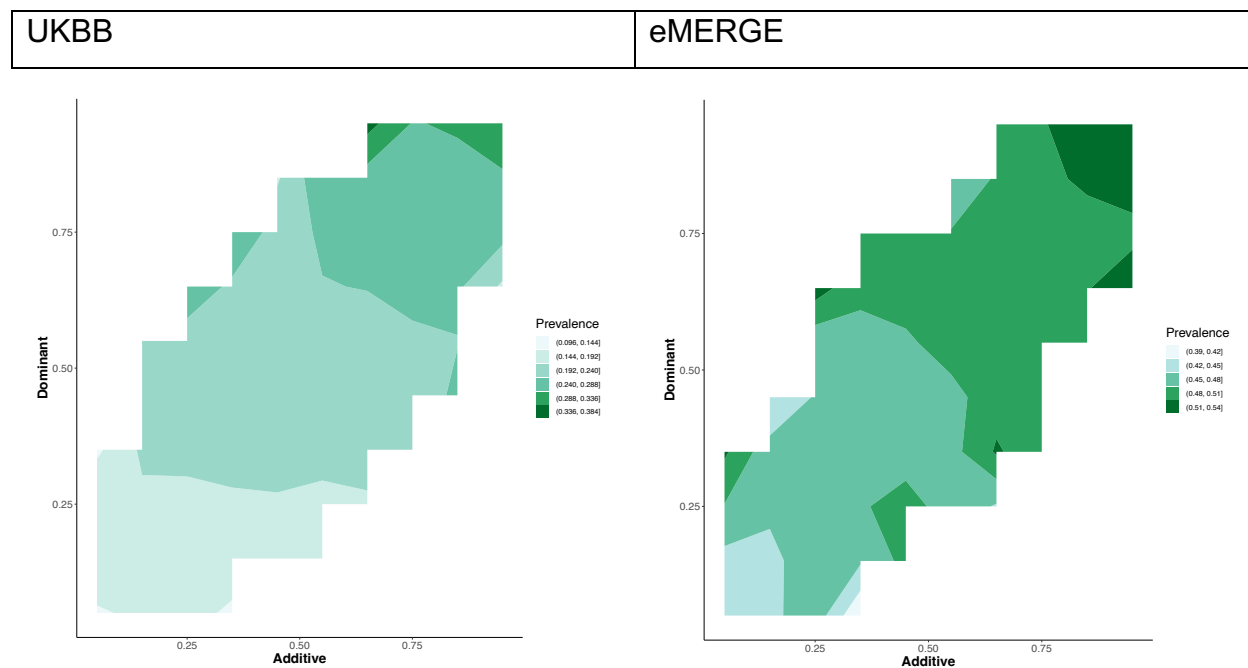 UKBB
eMERGE
Dominant
0.75
0.50
0.25
0.25
0.50
0.75
Additive
Prevalence
(0.096, 0.144]
(0.144, 0.192]
(0.192, 0.240]
(0.240, 0.288]
(0.288, 0.336]
(0.336, 0.384]
Dominant
0.75
0.50
0.25
0.25
0.50
0.75
Additive
Prevalence
(0.39, 0.42]
(0.42, 0.45]
(0.45, 0.48]
(0.48, 0.51]
(0.51, 0.54]